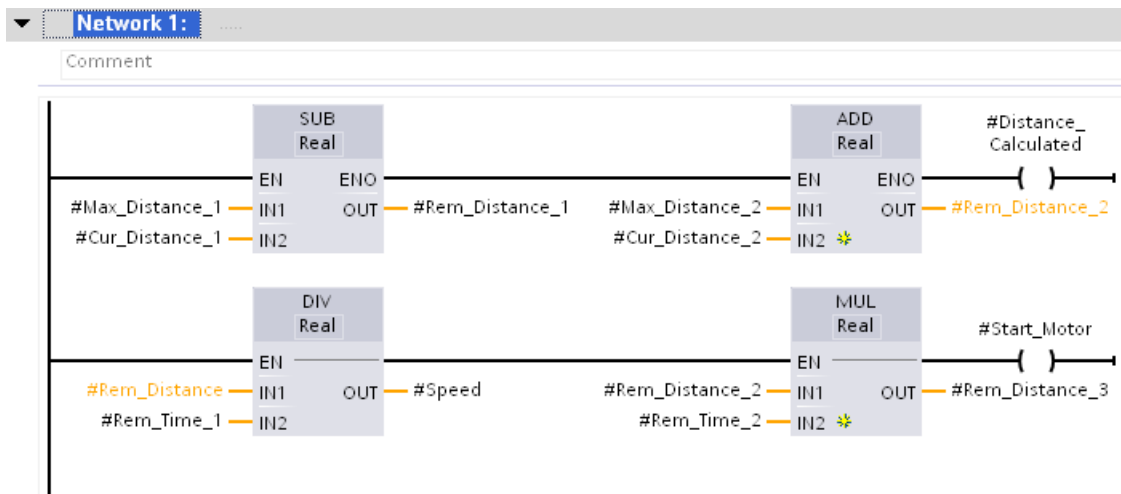 Network 1: .....
Comment
SUB
Real
EN ENO
#Max_Distance_1 IN1 OUT #Rem_Distance_1
#Cur_Distance_1 IN2
ADD
Real
EN ENO
#Max_Distance_2 IN1 OUT #Rem_Distance_2
#Cur_Distance_2 IN2
#Distance_
Calculated
DIV
Real
EN
#Rem_Distance IN1 OUT #Speed
#Rem_Time_1 IN2
MUL
Real
EN
#Rem_Distance_2 IN1 OUT #Rem_Distance_3
#Rem_Time_2 IN2
#Start_Motor